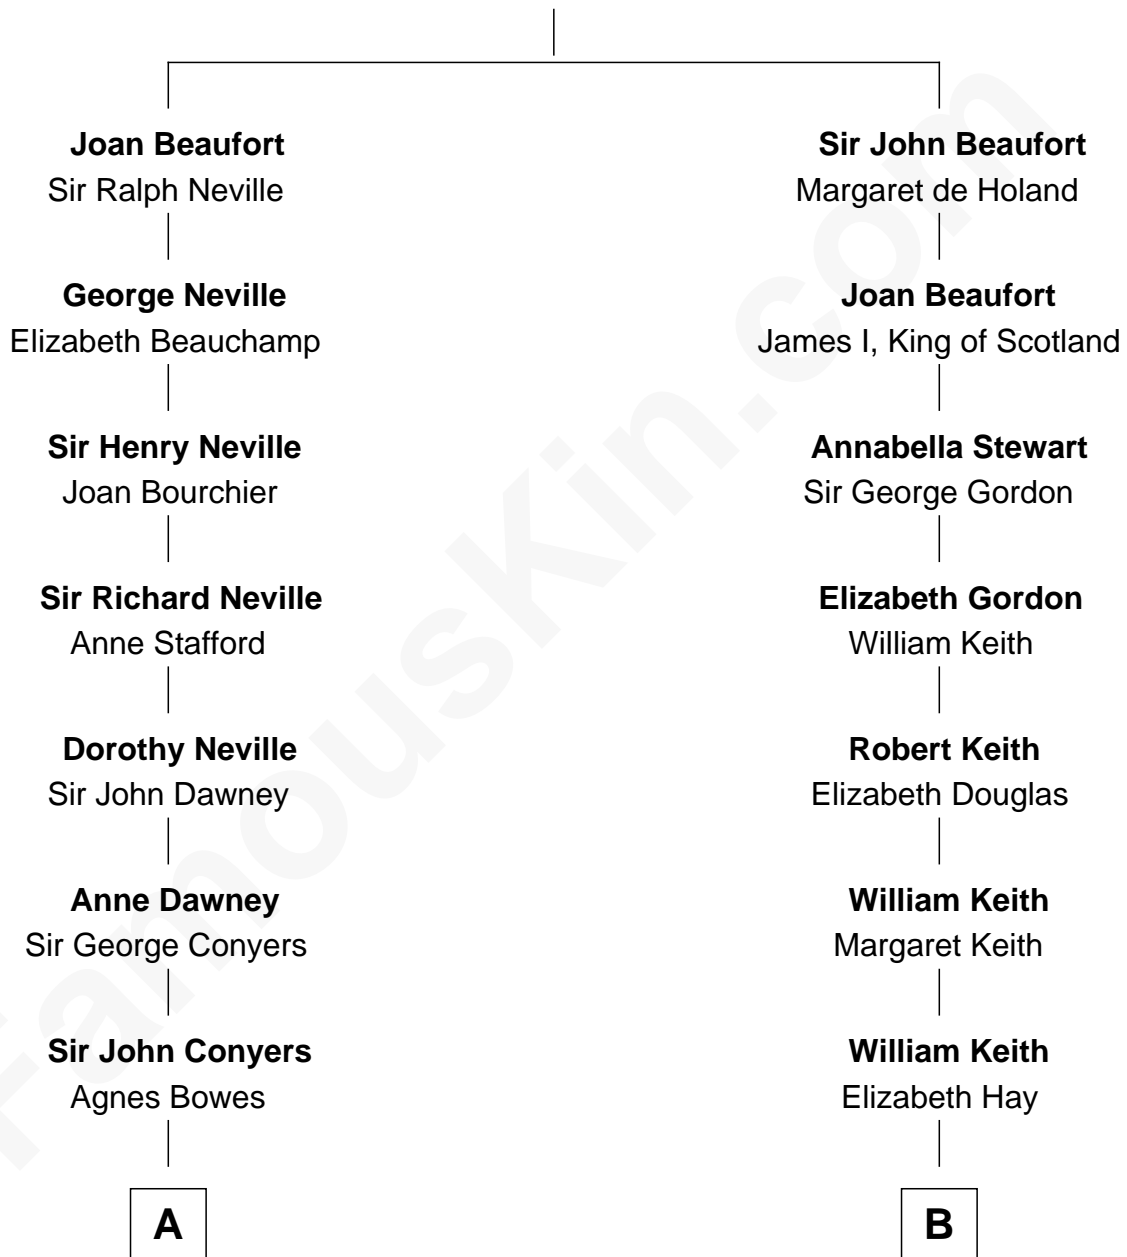 Joan Beaufort
Sir Ralph Neville
George Neville
Elizabeth Beauchamp
Sir Henry Neville
Joan Bourchier
Sir Richard Neville
Anne Stafford
Dorothy Neville
Sir John Dawney
Anne Dawney
Sir George Conyers
Sir John Conyers
Agnes Bowes
A
Sir John Beaufort
Margaret de Holand
Joan Beaufort
James I, King of Scotland
Annabella Stewart
Sir George Gordon
Elizabeth Gordon
William Keith
Robert Keith
Elizabeth Douglas
William Keith
Margaret Keith
William Keith
Elizabeth Hay
B
FamousKin.com